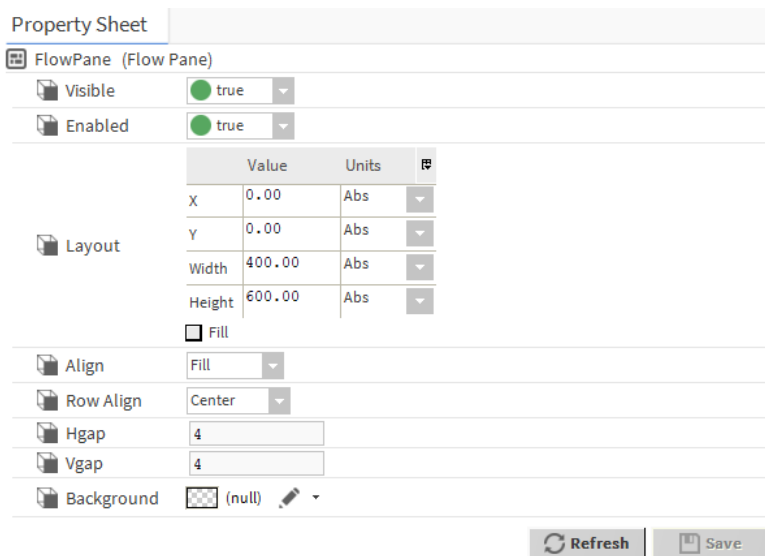 Property Sheet
FlowPane (Flow Pane)
Visible true
Enabled true
Value Units
X 0.00 Abs
Y 0.00 Abs
Layout
Width 400.00 Abs
Height 600.00 Abs
Fill
Align Fill
Row Align Center
Hgap 4
Vgap 4
Background (null)
Refresh Save